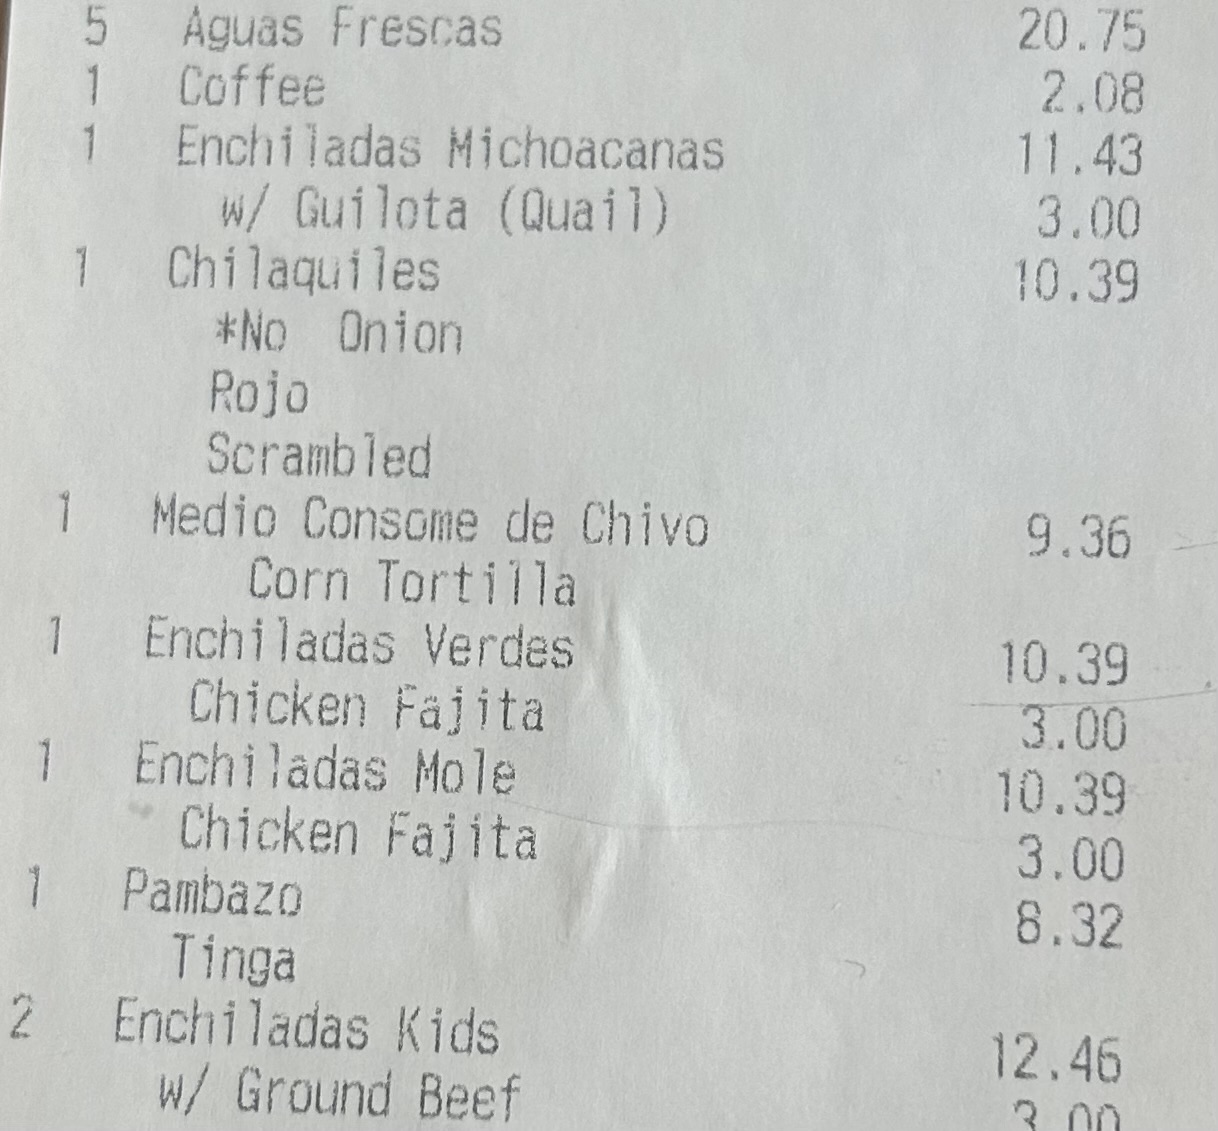 5 Aguas Frescas 20.75
1 Coffee 2.08
1 Enchiladas Michoacanas 11.43
w/ Guilota (Quail) 3.00
1 Chilaquiles 10.39
*No Onion
Rojo
Scrambled
1 Medio Consome de Chivo 9.36
Corn Tortilla
1 Enchiladas Verdes 10.39
Chicken Fajita 3.00
1 Enchiladas Mole 10.39
Chicken Fajita 3.00
1 Pambazo 8.32
Tinga
2 Enchiladas Kids 12.46
w/ Ground Beef 3.00